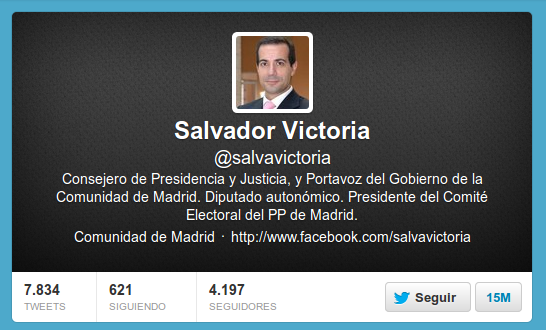 Salvador Victoria
@salvavictoria
Consejero de Presidencia y Justicia, y Portavoz del Gobierno de la
Comunidad de Madrid. Diputado autonómico. Presidente del Comité
Electoral del PP de Madrid.
Comunidad de Madrid · http://www.facebook.com/salvavictoria
7.834 621 4.197
TWEETS SIGUIENDO SEGUIDORES
Seguir 15M